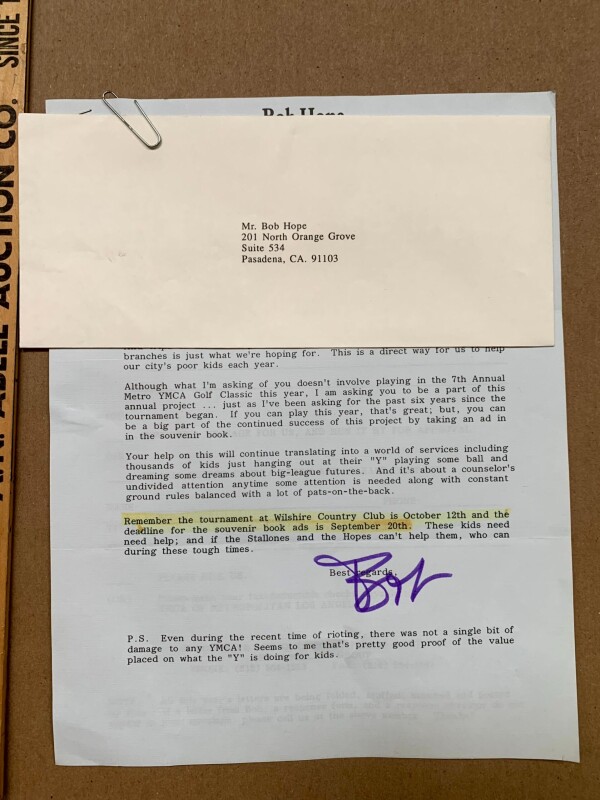 ABELL AUCTION CO. SINCE
Bob Hope
Mr. Bob Hope
201 North Orange Grove
Suite 534
Pasadena, CA. 91103
branches is just what we're hoping for. This is a direct way for us to help
our city's poor kids each year.
Although what I'm asking of you doesn't involve playing in the 7th Annual
Metro YMCA Golf Classic this year, I am asking you to be a part of this
annual project ... just as I've been asking for the past six years since the
tournament began. If you can play this year, that's great; but, you can
be a big part of the continued success of this project by taking an ad in
in the souvenir book.
Your help on this will continue translating into a world of services including
thousands of kids just hanging out at their "Y" playing some ball and
dreaming some dreams about big-league futures. And it's about a counselor's
undivided attention anytime some attention is needed along with constant
ground rules balanced with a lot of pats-on-the-back.
Remember the tournament at Wilshire Country Club is October 12th and the
deadline for the souvenir book ads is September 20th. These kids need
need help; and if the Stallones and the Hopes can't help them, who can
during these tough times.
Best regards,
Bob
P.S. Even during the recent time of rioting, there was not a single bit of
damage to any YMCA! Seems to me that's pretty good proof of the value
placed on what the "Y" is doing for kids.